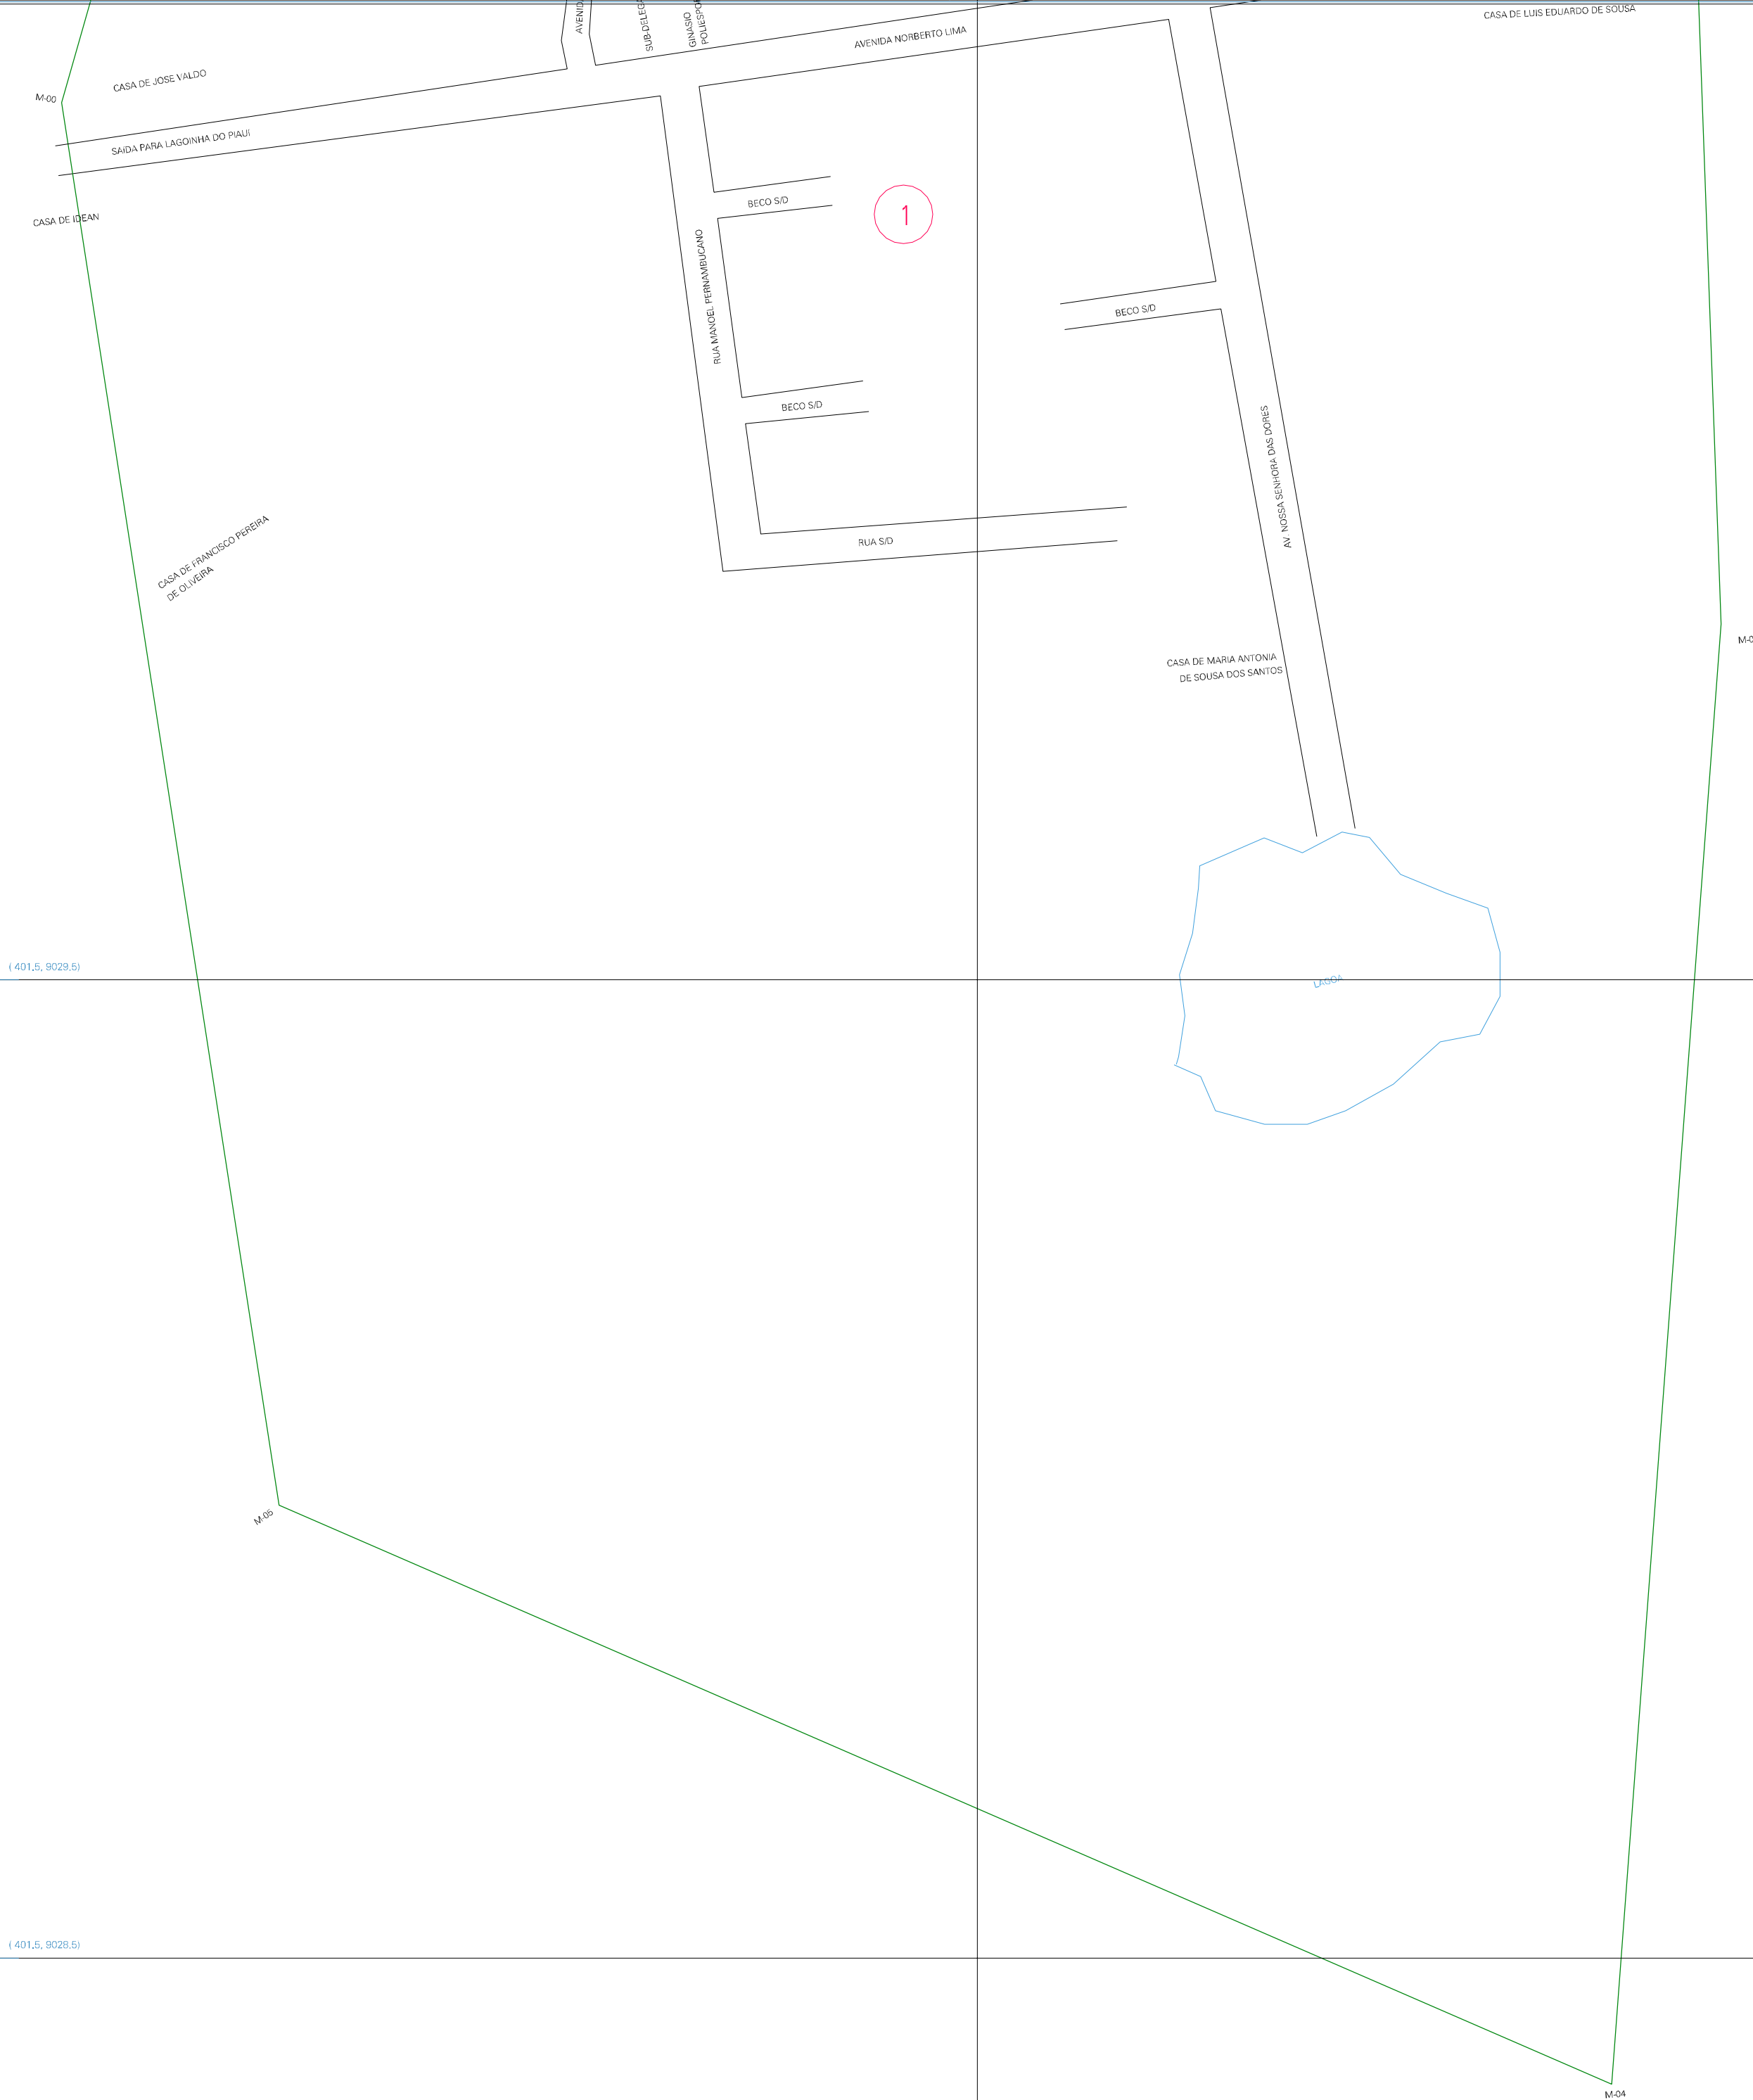 CASA DE LUIS EDUARDO DE SOUSA
AVENIDA NORBERTO LIMA
GINASIO
CASA DE JOSE VALDO
M-00
SAIDA PARA LAGOINHA DO PIAUI
CASA DE IDEAN
BECO S/D
1
RUA MANOEL PERNAMBUCANO
BECO S/D
BECO S/D
AV. NOSSA SENHORA DAS DORES
RUA S/D
CASA DE FRANCISCO PEREIRA
DE OLIVEIRA
CASA DE MARIA ANTONIA
DE SOUSA DOS SANTOS
( 401.5, 9029.5)
LAGOA
M-05
( 401.5, 9028.5)
M-04